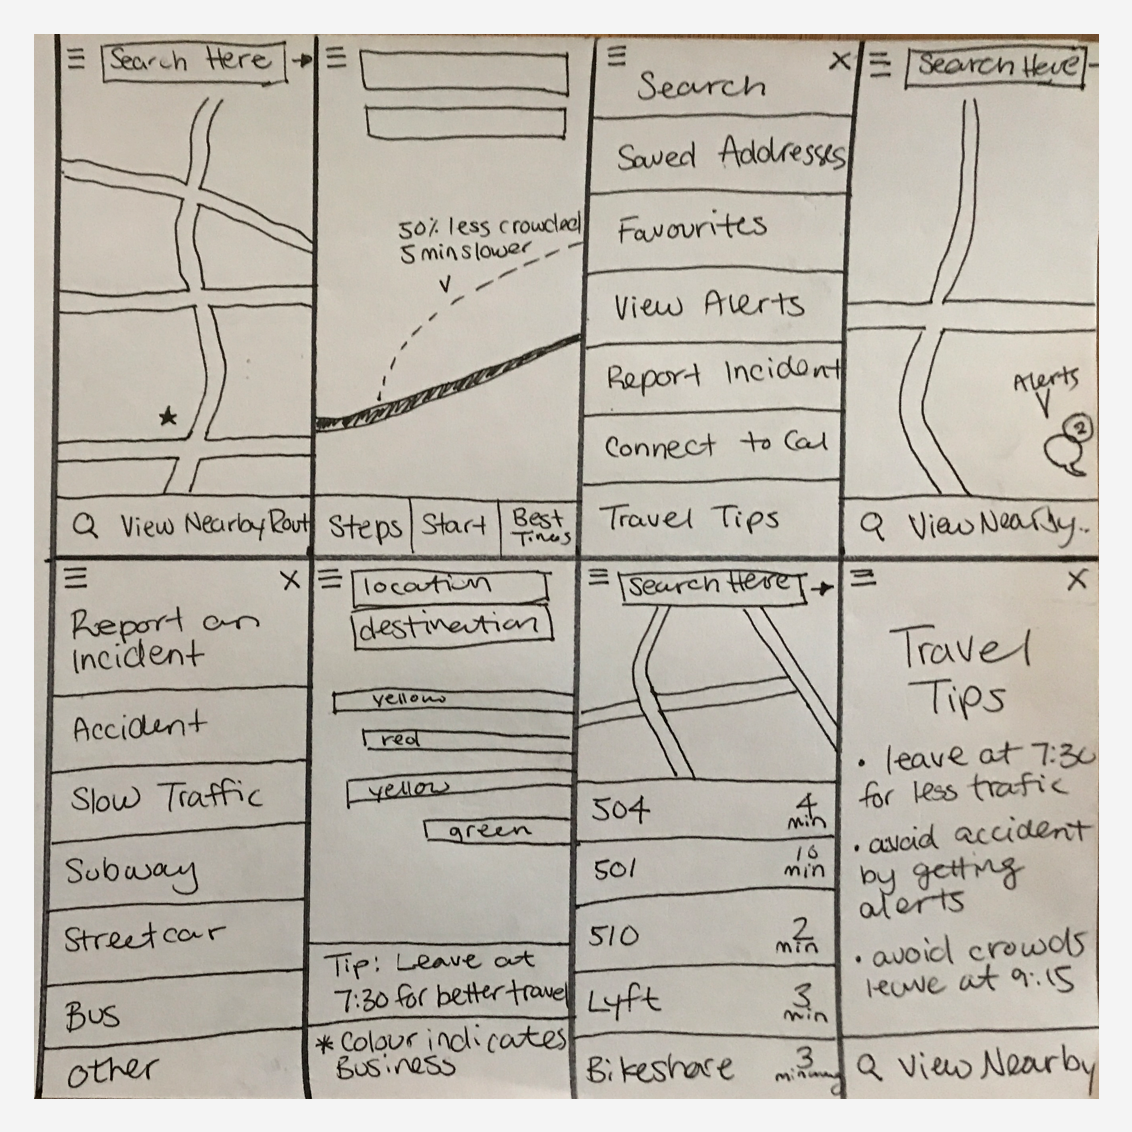 Search Here
View Nearby Rout
50% less crowded
5 min slower
Steps
Start
Best
Times
X
Search
Saved Addresses
Favourites
View Alerts
Report Incident
Connect to Cal
Travel Tips
Search Here
Alerts
2
View Nearby..
X
Report an
Incident
Accident
Slow Traffic
Subway
Streetcar
Bus
other
location
destination
yellow
red
yellow
green
Tip: Leave at
7:30 for better travel
* colour indicates
Business
Search Here
504 4 min
501 10 min
510 2 min
Lyft 3 min
Bikeshare 3 min
X
Travel
Tips
• leave at 7:30
for less trafic
• avoid accident
by getting
alerts
• avoid crowds
leave at 9:15
View Nearby